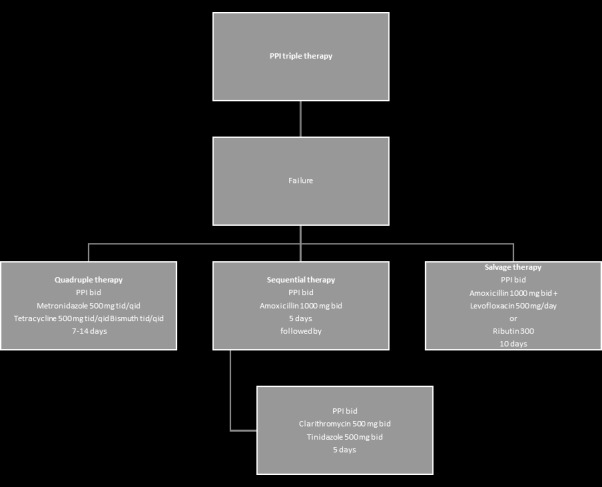 PPI triple therapy
Failure
Quadruple therapy
PPI bid
Metronidazole 500 mg tid/qid
Tetracycline 500 mg tid/qid Bismuth tid/qid
7-14 days
Sequential therapy
PPI bid
Amoxicillin 1000 mg bid
5 days
followed by
Salvage therapy
PPI bid
Amoxicillin 1000 mg bid +
Levofloxacin 500 mg/day
or
Ributin 300
10 days
PPI bid
Clarithromycin 500 mg bid
Tinidazole 500 mg bid
5 days